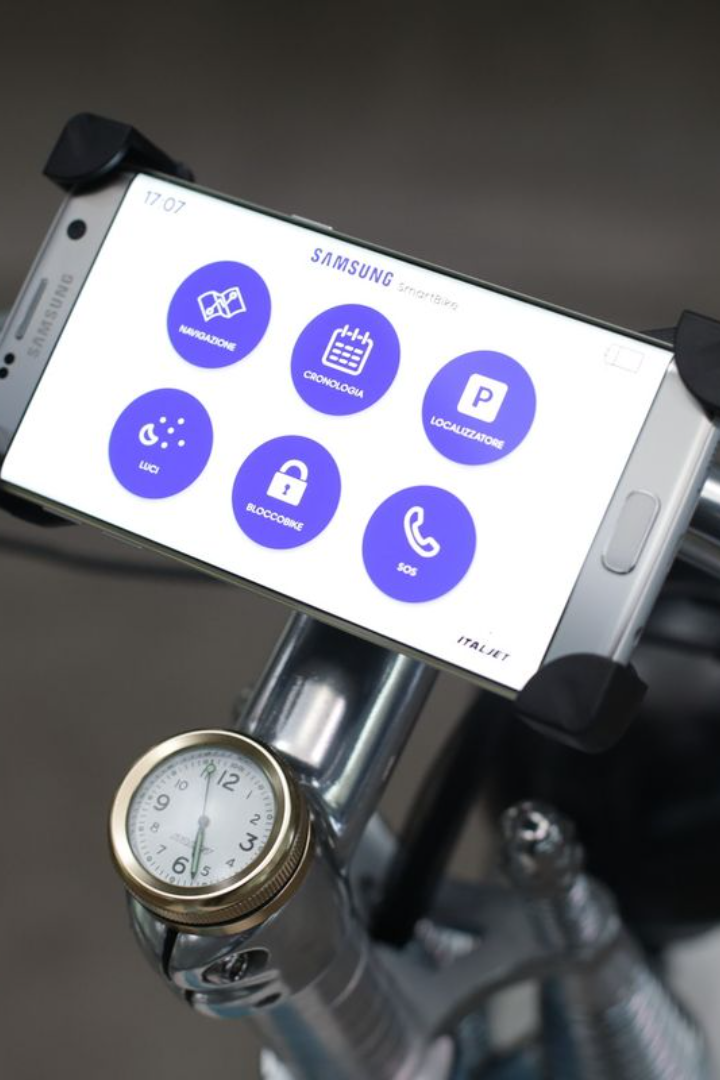 17:07
SAMSUNG smartBike
NAVIGAZIONE
CRONOLOGIA
LOCALIZZATORE
LUCI
BLOCCOBIKE
SOS
ITALJET
SAMSUNG
12
1
2
3
4
5
6
7
8
9
10